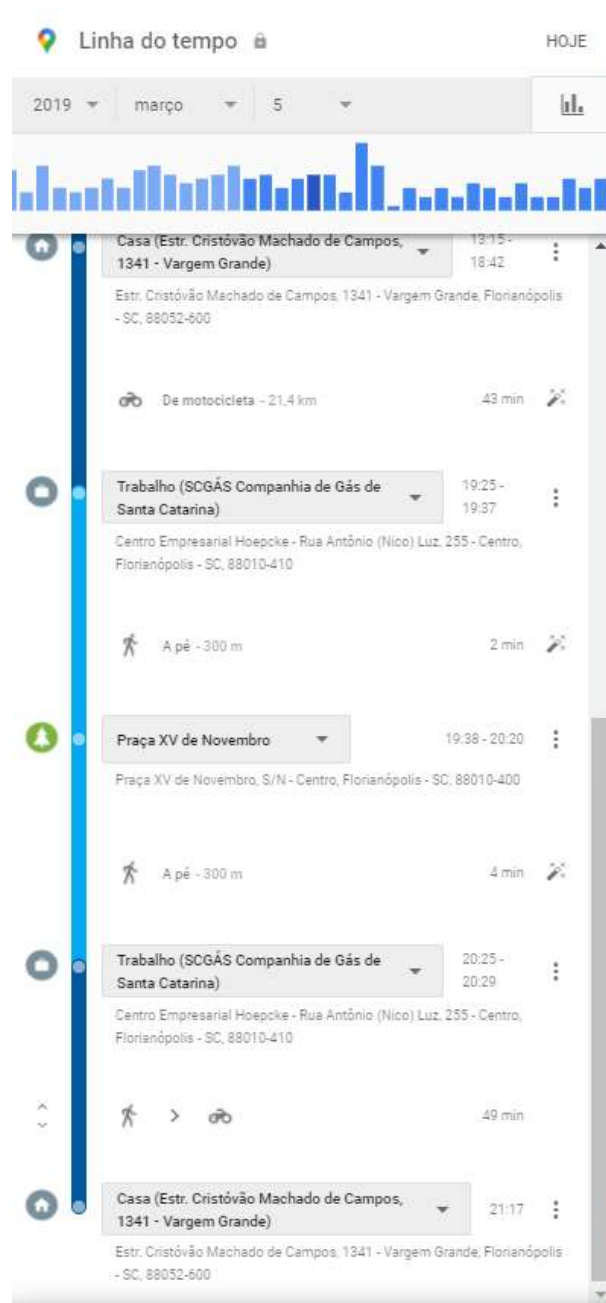 Linha do tempo
HOJE
2019 março 5
Casa (Estr. Cristóvão Machado de Campos,
1341 - Vargem Grande)
13:15 -
18:42
Estr. Cristóvão Machado de Campos, 1341 - Vargem Grande, Florianópolis
- SC, 88052-600
De motocicleta - 21,4 km
43 min
Trabalho (SCGÁS Companhia de Gás de
Santa Catarina)
19:25 -
19:37
Centro Empresarial Hoepcke - Rua Antônio (Nico) Luz, 255 - Centro,
Florianópolis - SC, 88010-410
A pé - 300 m
2 min
Praça XV de Novembro
19:38 - 20:20
Praça XV de Novembro, S/N - Centro, Florianópolis - SC, 88010-400
A pé - 300 m
4 min
Trabalho (SCGÁS Companhia de Gás de
Santa Catarina)
20:25 -
20:29
Centro Empresarial Hoepcke - Rua Antônio (Nico) Luz, 255 - Centro,
Florianópolis - SC, 88010-410
49 min
Casa (Estr. Cristóvão Machado de Campos,
1341 - Vargem Grande)
21:17
Estr. Cristóvão Machado de Campos, 1341 - Vargem Grande, Florianópolis
- SC, 88052-600